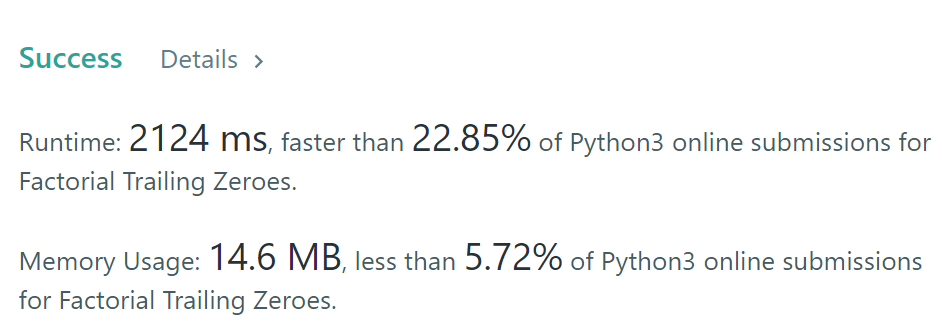 Success Details >
Runtime: 2124 ms, faster than 22.85% of Python3 online submissions for
Factorial Trailing Zeroes.
Memory Usage: 14.6 MB, less than 5.72% of Python3 online submissions
for Factorial Trailing Zeroes.